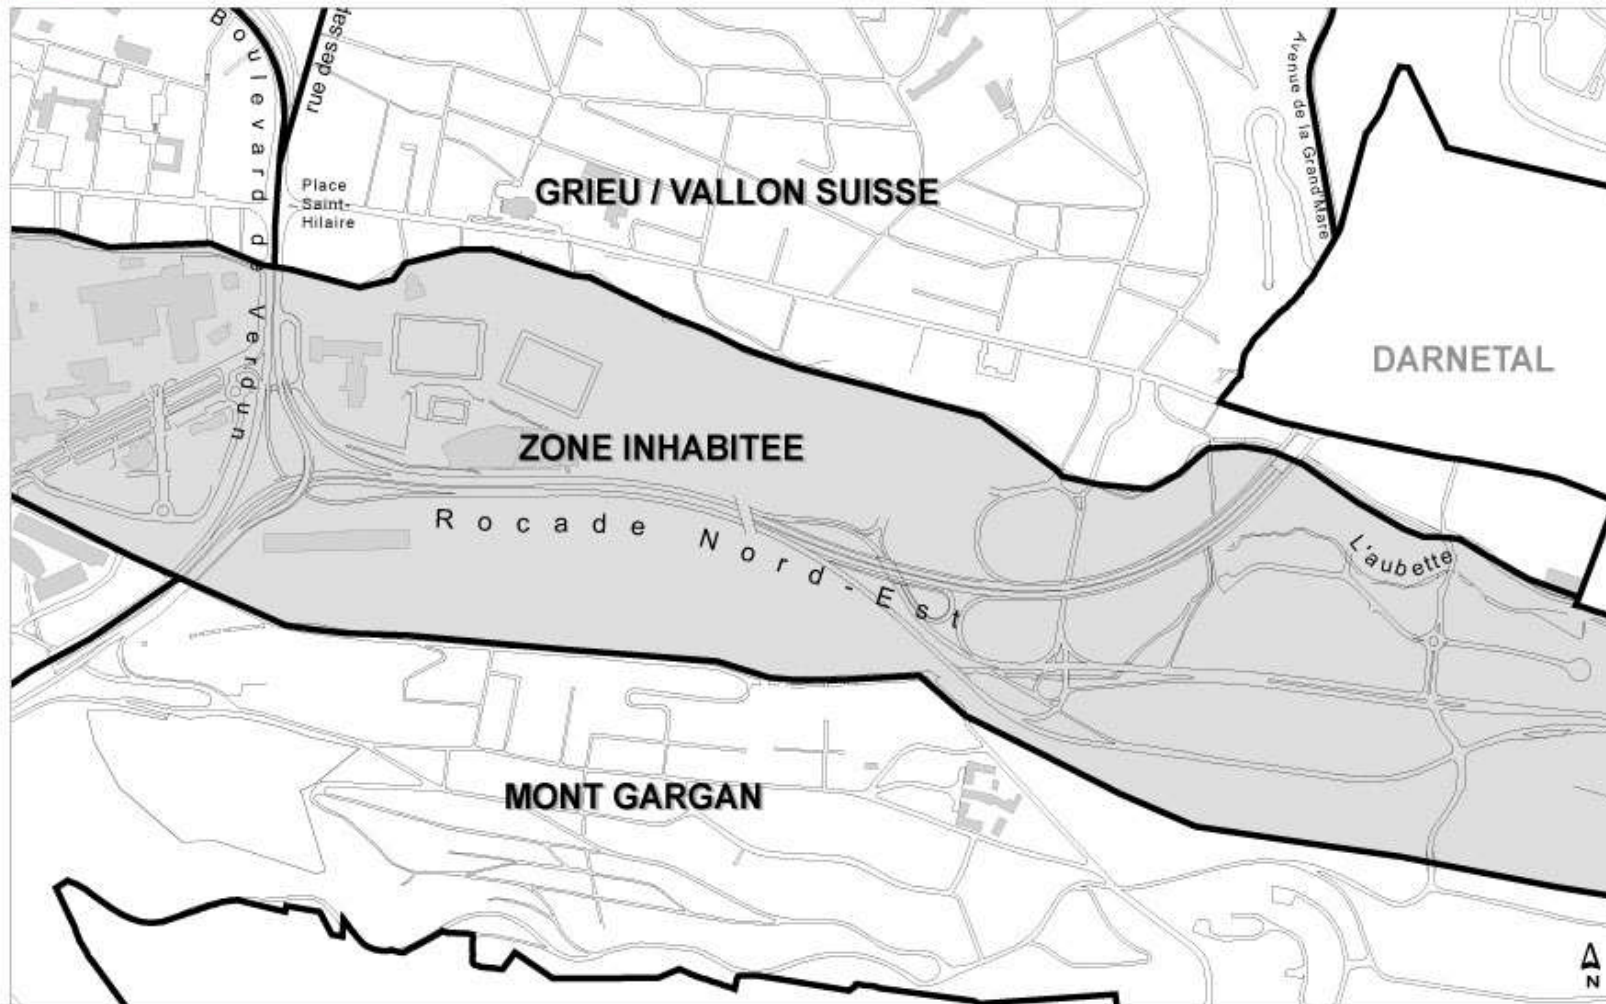 Boulevard de Verdun
rue des sap
Avenue de la Grand'Mare
Place
Saint-
Hilaire
GRIEU / VALLON SUISSE
DARNETAL
ZONE INHABITEE
Rocade Nord-Est
L'aubette
MONT GARGAN
N